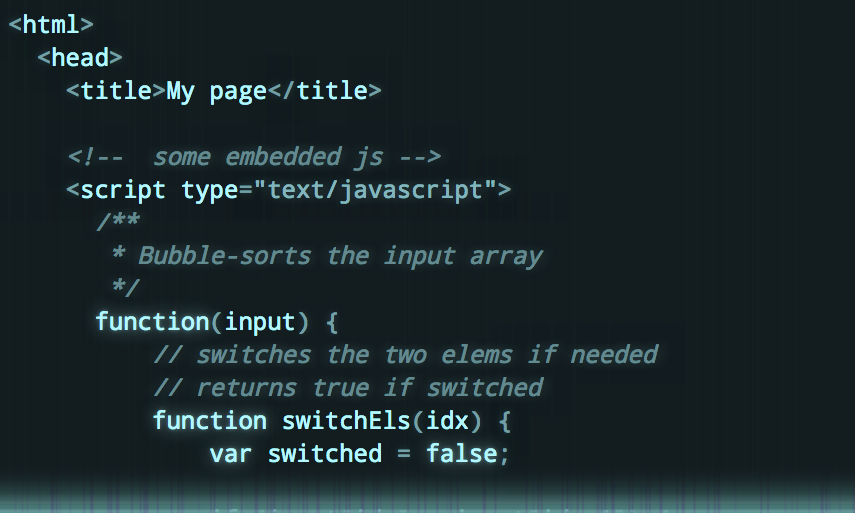 <html>
<head>
<title>My page</title>
<!--  some embedded js -->
<script type="text/javascript">
/**
* Bubble-sorts the input array
*/
function(input) {
// switches the two elems if needed
// returns true if switched
function switchEls(idx) {
var switched = false;